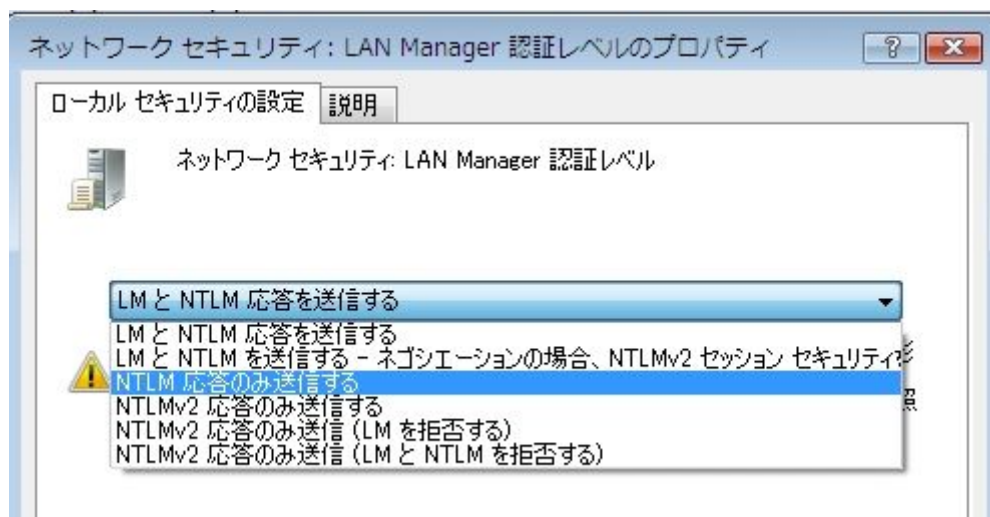 ネットワーク セキュリティ: LAN Manager 認証レベルのプロパティ
ローカル セキュリティの設定 説明
ネットワーク セキュリティ: LAN Manager 認証レベル
LM と NTLM 応答を送信する
LM と NTLM 応答を送信する
LM と NTLM を送信する - ネゴシエーションの場合、NTLMv2 セッション セキュリティ
NTLM 応答のみ送信する
NTLMv2 応答のみ送信する
照
NTLMv2 応答のみ送信 (LM を拒否する)
NTLMv2 応答のみ送信 (LM と NTLM を拒否する)